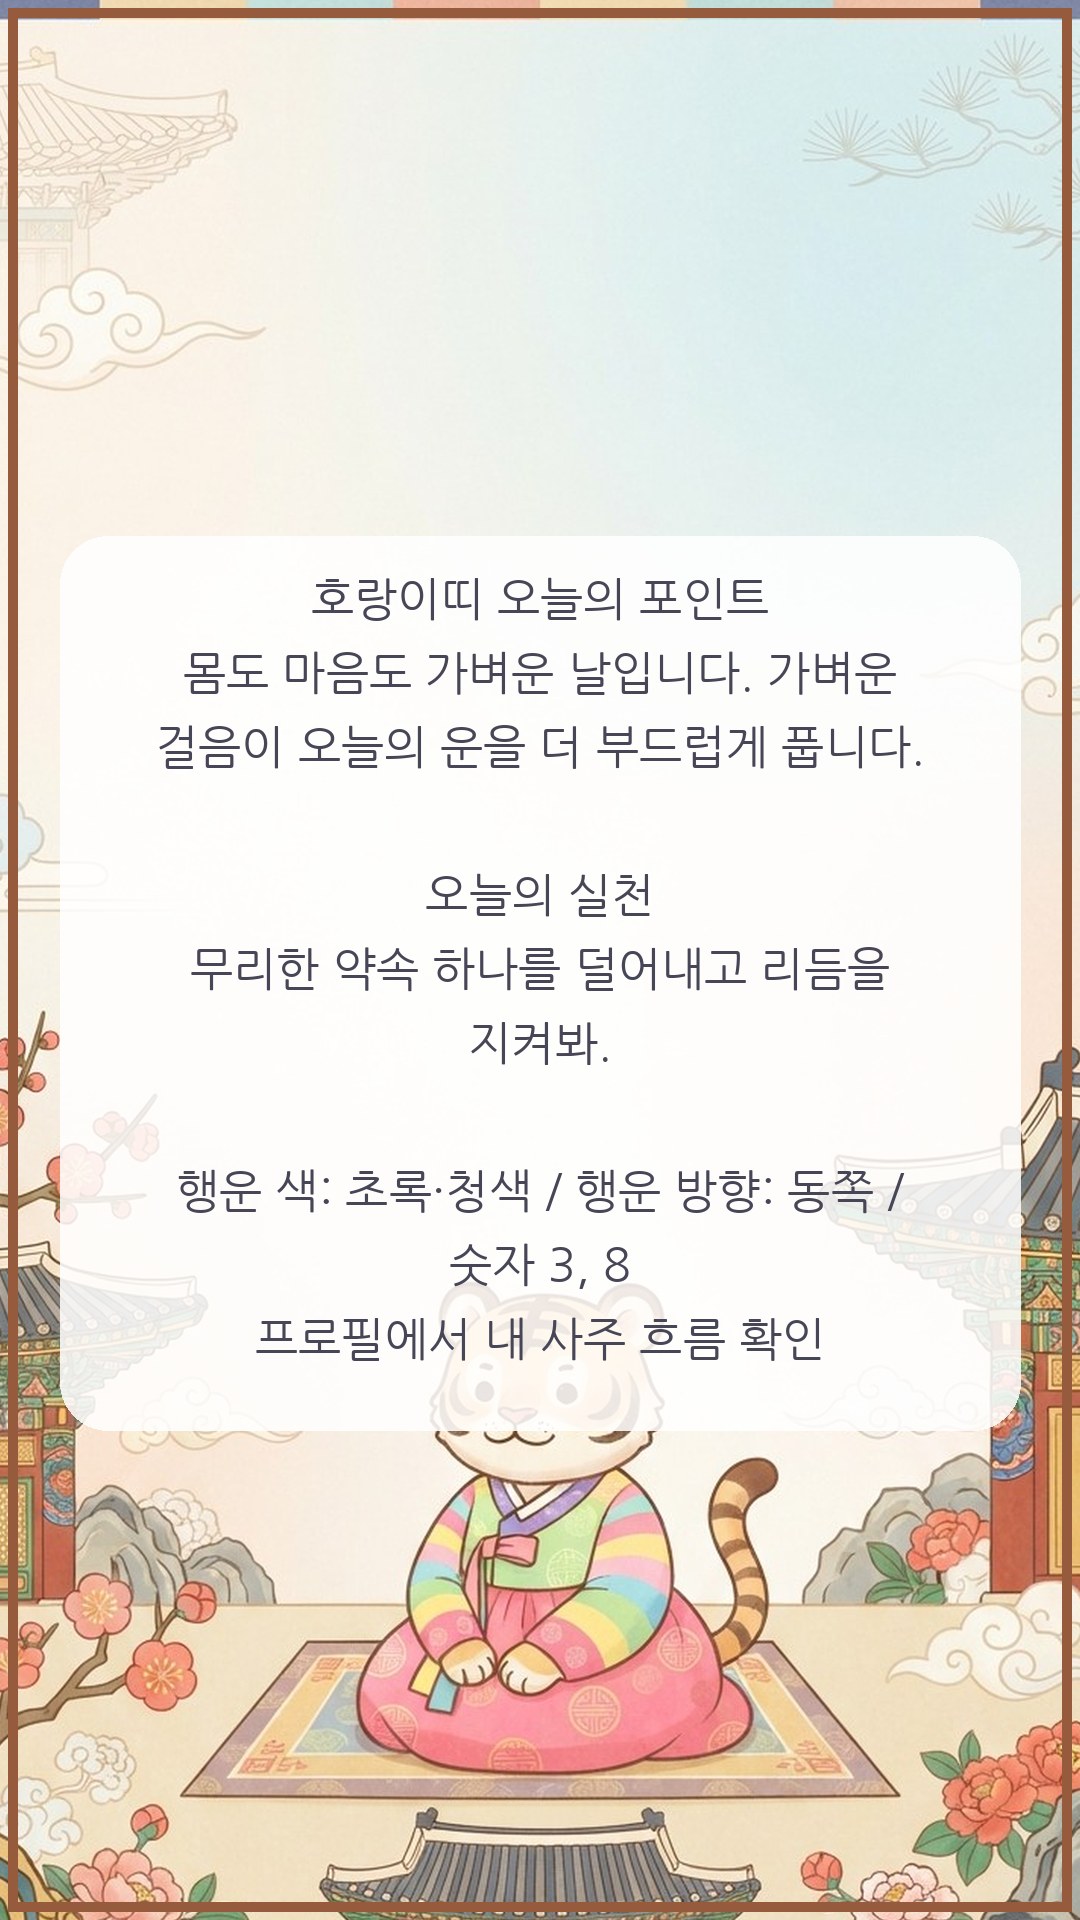 호랑이띠 오늘의 포인트
몸도 마음도 가벼운 날입니다. 가벼운
걸음이 오늘의 운을 더 부드럽게 풉니다.
오늘의 실천
무리한 약속 하나를 덜어내고 리듬을
지켜봐.
행운 색: 초록·청색 / 행운 방향: 동쪽 /
숫자 3, 8
프로필에서 내 사주 흐름 확인